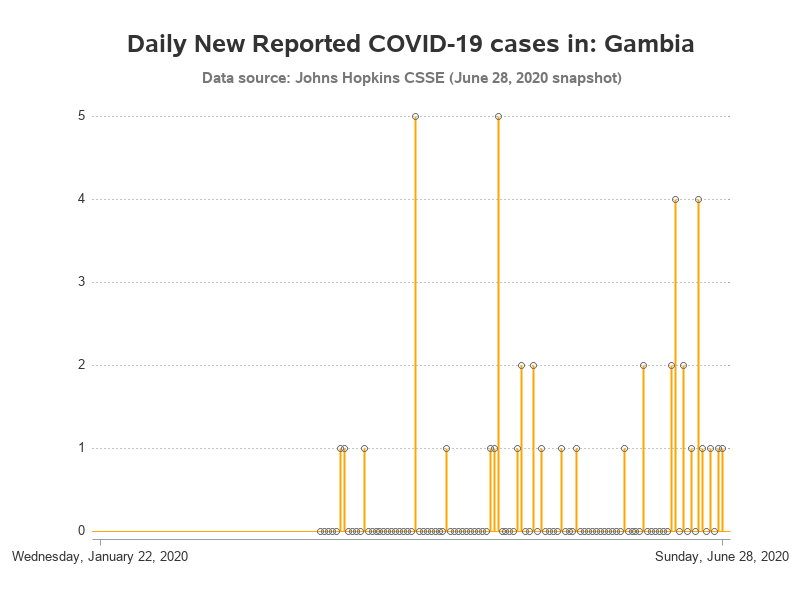 Daily New Reported COVID-19 cases in: Gambia
Data source: Johns Hopkins CSSE (June 28, 2020 snapshot)
5
4
3
2
1
0
Wednesday, January 22, 2020
Sunday, June 28, 2020